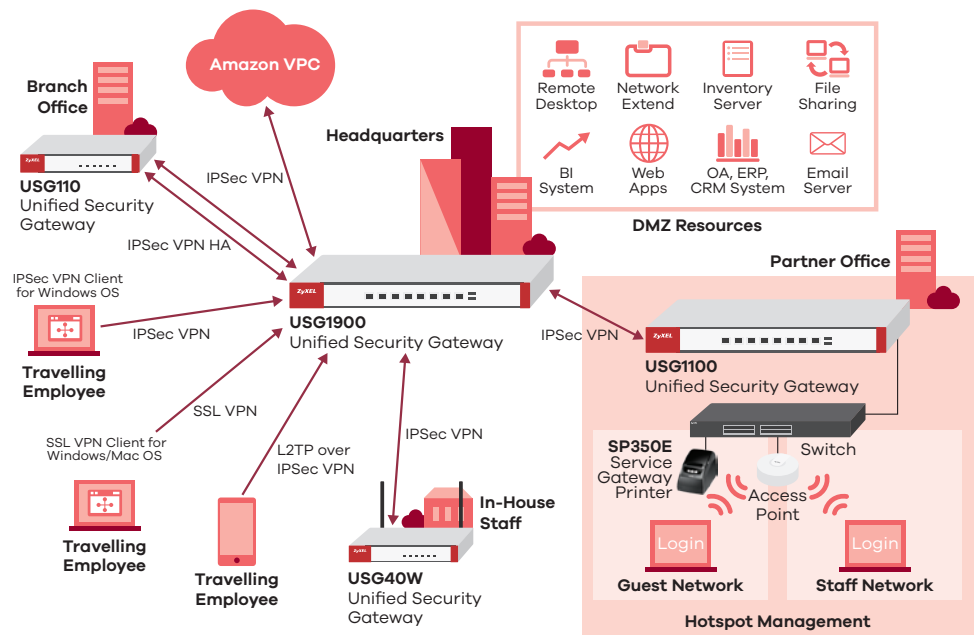 Amazon VPC
Branch
Office
ZyXEL
USG110
Unified Security
Gateway
IPSec VPN
IPSec VPN HA
Headquarters
ZyXEL
USG1900
Unified Security Gateway
Remote
Desktop
Network
Extend
Inventory
Server
File
Sharing
BI
System
Web
Apps
OA, ERP,
CRM System
Email
Server
DMZ Resources
IPSec VPN Client
for Windows OS
IPSec VPN
Travelling
Employee
SSL VPN
SSL VPN Client for
Windows/Mac OS
Travelling
Employee
L2TP over
IPSec VPN
Travelling
Employee
IPSec VPN
In-House
Staff
ZyXEL
USG40W
Unified Security
Gateway
IPSec VPN
Partner Office
ZyXEL
USG1100
Unified Security Gateway
Switch
SP350E
Service
Gateway
Printer
Access
Point
Login
Guest Network
Login
Staff Network
Hotspot Management